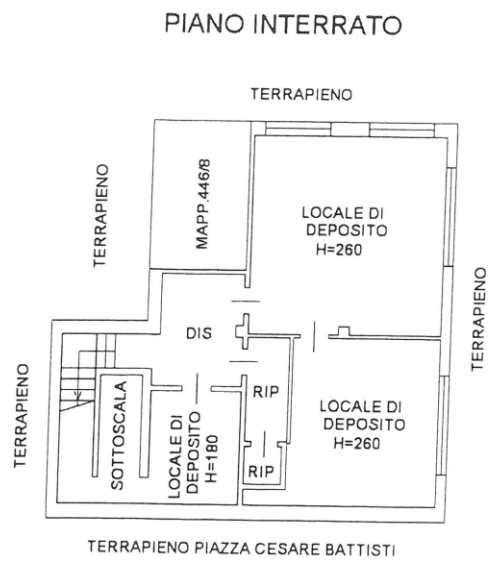 PIANO INTERRATO
TERRAPIENO
TERRAPIENO
MAPP.446/8
LOCALE DI
DEPOSITO
H=260
TERRAPIENO
DIS
TERRAPIENO
SOTTOSCALA
LOCALE DI
DEPOSITO
H=180
RIP
RIP
LOCALE DI
DEPOSITO
H=260
TERRAPIENO PIAZZA CESARE BATTISTI